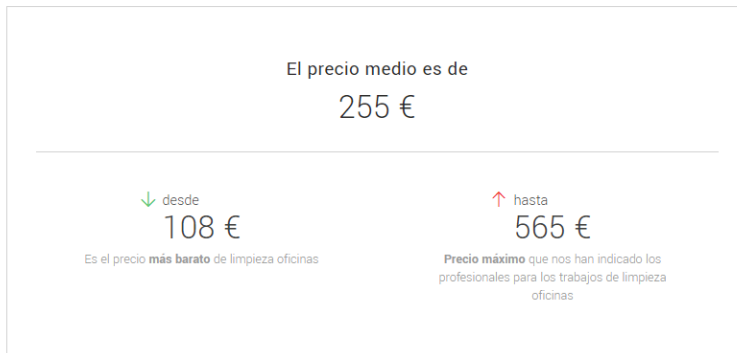 El precio medio es de
255 €
desde
108 €
Es el precio más barato de limpieza oficinas
hasta
565 €
Precio máximo que nos han indicado los
profesionales para los trabajos de limpieza
oficinas